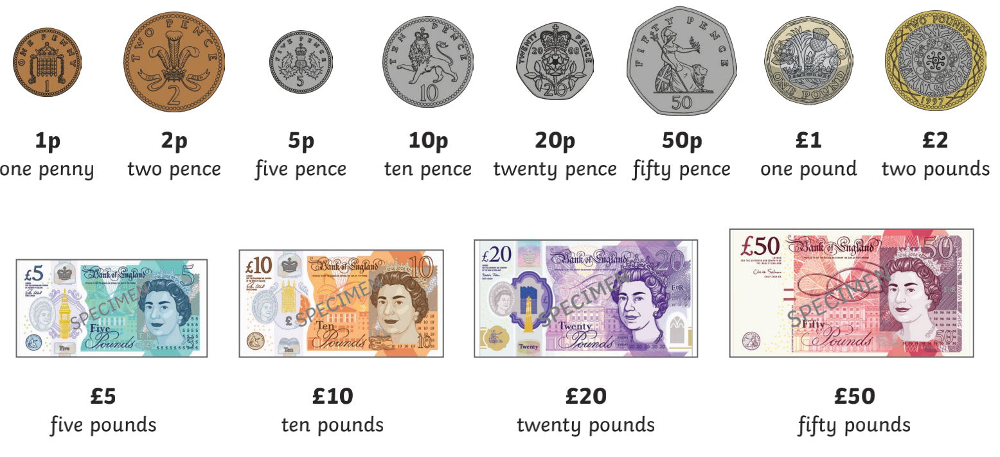 ONE PENNY
1
TWO PENCE
ICH DIEN
2
FIVE PENCE
5
TEN PENCE
10
TWENTY PENCE
20 08
20
FIFTY PENCE
50
ONE POUND
TWO POUNDS
1997
1p
2p
5p
10p
20p
50p
£1
£2
one penny
two pence
five pence
ten pence
twenty pence
fifty pence
one pound
two pounds
£5
Bank of England
5
SPECIMEN
Five
Pounds
Five
£10
Bank of England
10
SPECIMEN
£
Ten
Pounds
Ten
10
£20
Bank of England
20
SPECIMEN
£
Twenty
Pounds
Twenty
£50
Bank of England
50
SPECIMEN
Fifty
Pounds
50
£5
£10
£20
£50
five pounds
ten pounds
twenty pounds
fifty pounds